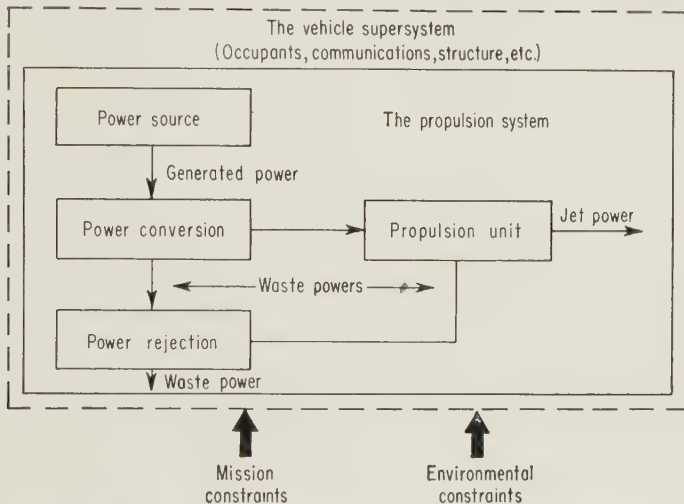 The vehicle supersystem
(Occupants, communications, structure, etc.)
Power source
The propulsion system
Generated power
Power conversion
Propulsion unit
Jet power
Waste powers
Power rejection
Waste power
Mission
constraints
Environmental
constraints